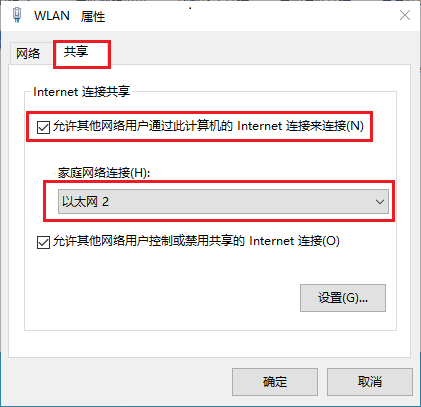 WLAN 属性
网络 共享
Internet 连接共享
允许其他网络用户通过此计算机的 Internet 连接来连接(N)
家庭网络连接(H):
以太网 2
允许其他网络用户控制或禁用共享的 Internet 连接(O)
设置(G)...
确定 取消